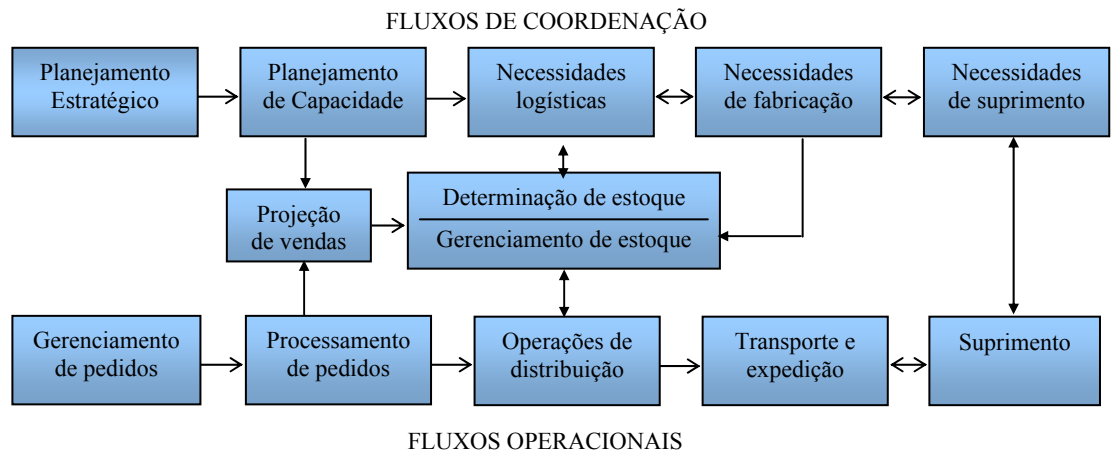 FLUXOS DE COORDENAÇÃO
Planejamento
Estratégico
Planejamento
de Capacidade
Necessidades
logísticas
Necessidades
de fabricação
Necessidades
de suprimento
Projeção
de vendas
Determinação de estoque
Gerenciamento de estoque
Gerenciamento
de pedidos
Processamento
de pedidos
Operações de
distribuição
Transporte e
expedição
Suprimento
FLUXOS OPERACIONAIS